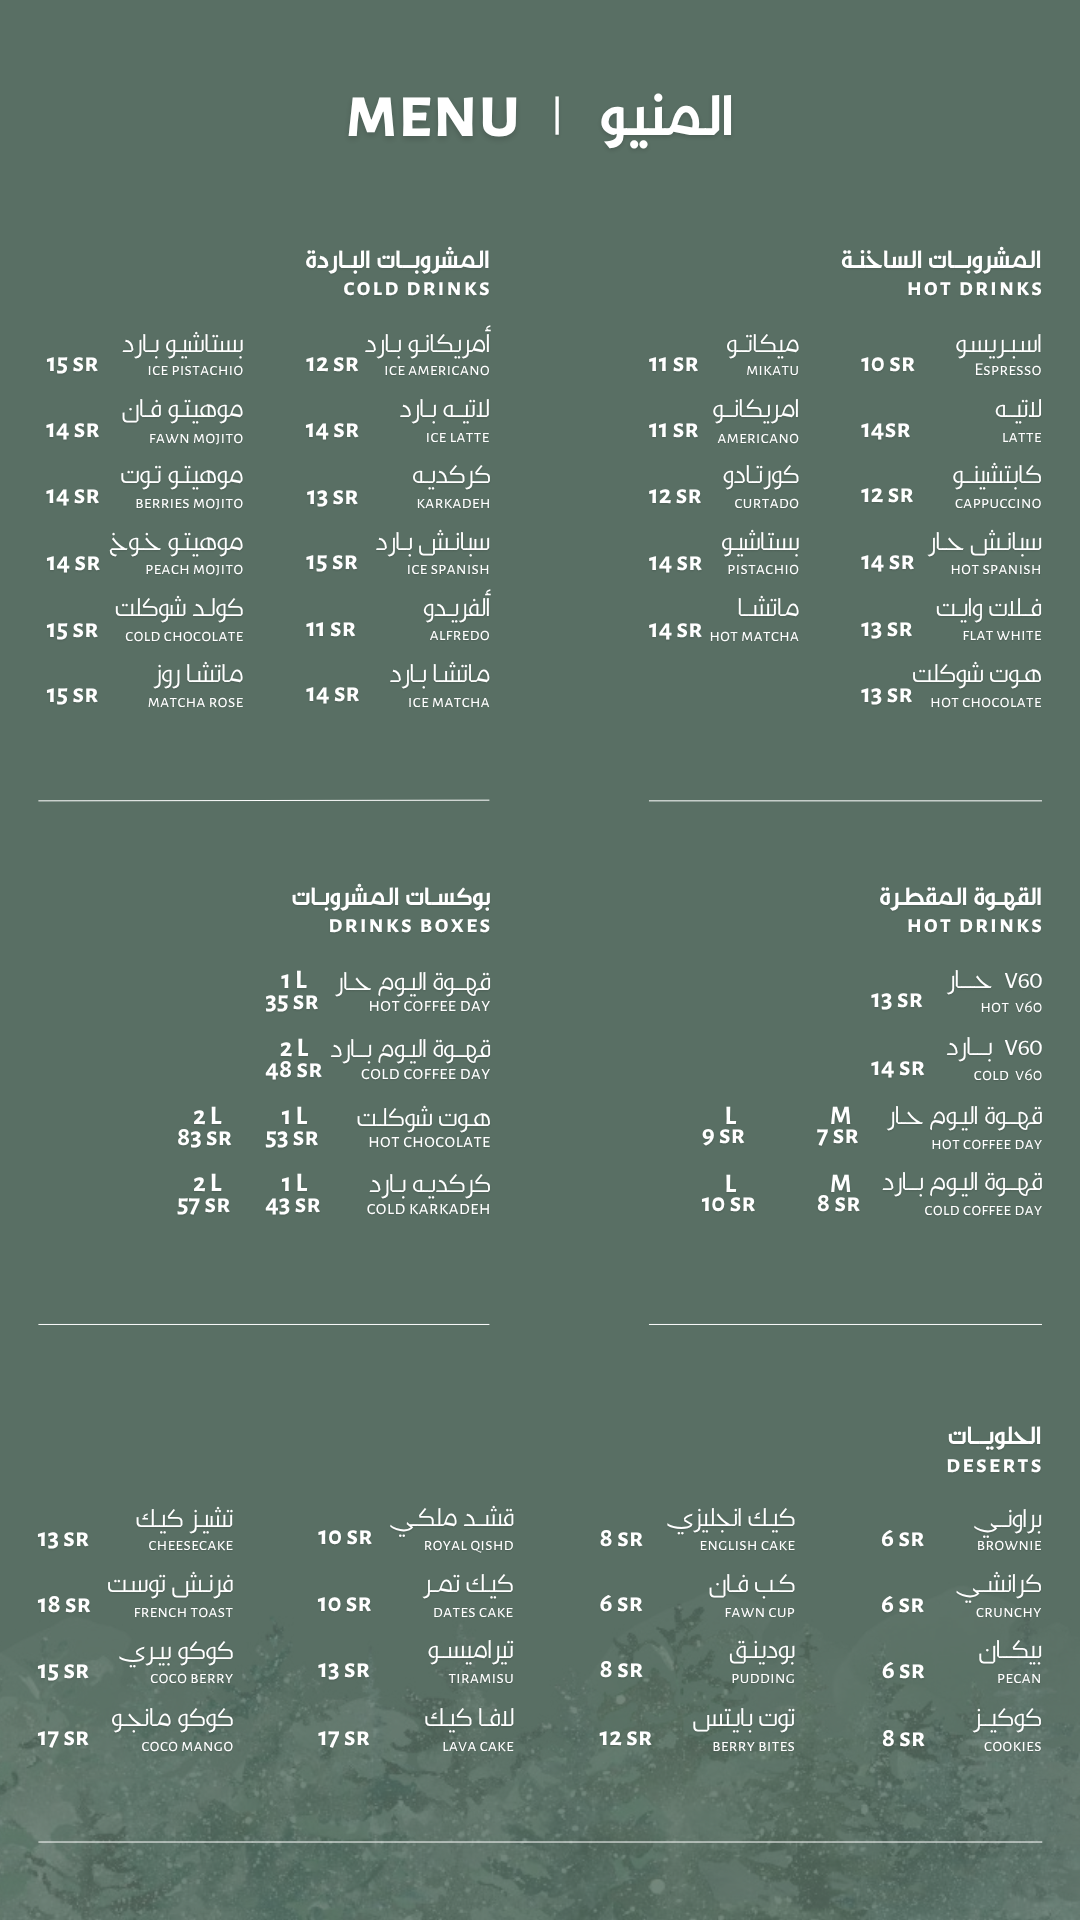 MENU | المنيو
المشروبات الساخنة
HOT DRINKS
اسبريسو
ESPRESSO
10 SR
ميكاتو
MIKATU
11 SR
لاتيه
LATTE
14SR
امريكانو
AMERICANO
11 SR
كابتشينو
CAPPUCCINO
12 SR
كورتادو
CURTADO
12 SR
سبانش حار
HOT SPANISH
14 SR
بستاشيو
PISTACHIO
14 SR
فلات وايت
FLAT WHITE
13 SR
ماتشا
HOT MATCHA
14 SR
هوت شوكلت
HOT CHOCOLATE
13 SR
المشروبات الباردة
COLD DRINKS
أمريكانو بارد
ICE AMERICANO
12 SR
بستاشيو بارد
ICE PISTACHIO
15 SR
لاتيه بارد
ICE LATTE
14 SR
موهيتو فان
FAWN MOJITO
14 SR
كركديه
KARKADEH
13 SR
موهيتو توت
BERRIES MOJITO
14 SR
سبانش بارد
ICE SPANISH
15 SR
موهيتو خوخ
PEACH MOJITO
14 SR
ألفريدو
ALFREDO
11 SR
كولد شوكلت
COLD CHOCOLATE
15 SR
ماتشا بارد
ICE MATCHA
14 SR
ماتشا روز
MATCHA ROSE
15 SR
القهوة المقطرة
HOT DRINKS
V60 حار
HOT V60
13 SR
V60 بارد
COLD V60
14 SR
قهوة اليوم حار
HOT COFFEE DAY
M
7 SR
L
9 SR
قهوة اليوم بارد
COLD COFFEE DAY
M
8 SR
L
10 SR
بوكسات المشروبات
DRINKS BOXES
قهوة اليوم حار
HOT COFFEE DAY
1 L
35 SR
قهوة اليوم بارد
COLD COFFEE DAY
2 L
48 SR
هوت شوكلت
HOT CHOCOLATE
1 L
53 SR
2 L
83 SR
كركديه بارد
COLD KARKADEH
1 L
43 SR
2 L
57 SR
الحلويات
DESERTS
براوني
BROWNIE
6 SR
كيك انجليزي
ENGLISH CAKE
8 SR
قشد ملكي
ROYAL QISHD
10 SR
تشيز كيك
CHEESECAKE
13 SR
كرانشي
CRUNCHY
6 SR
كب فان
FAWN CUP
6 SR
كيك تمر
DATES CAKE
10 SR
فرنش توست
FRENCH TOAST
18 SR
بيكان
PECAN
6 SR
بودينق
PUDDING
8 SR
تيراميسو
TIRAMISU
13 SR
كوكو بيري
COCO BERRY
15 SR
كوكيز
COOKIES
8 SR
توت بايتس
BERRY BITES
12 SR
لافا كيك
LAVA CAKE
17 SR
كوكو مانجو
COCO MANGO
17 SR